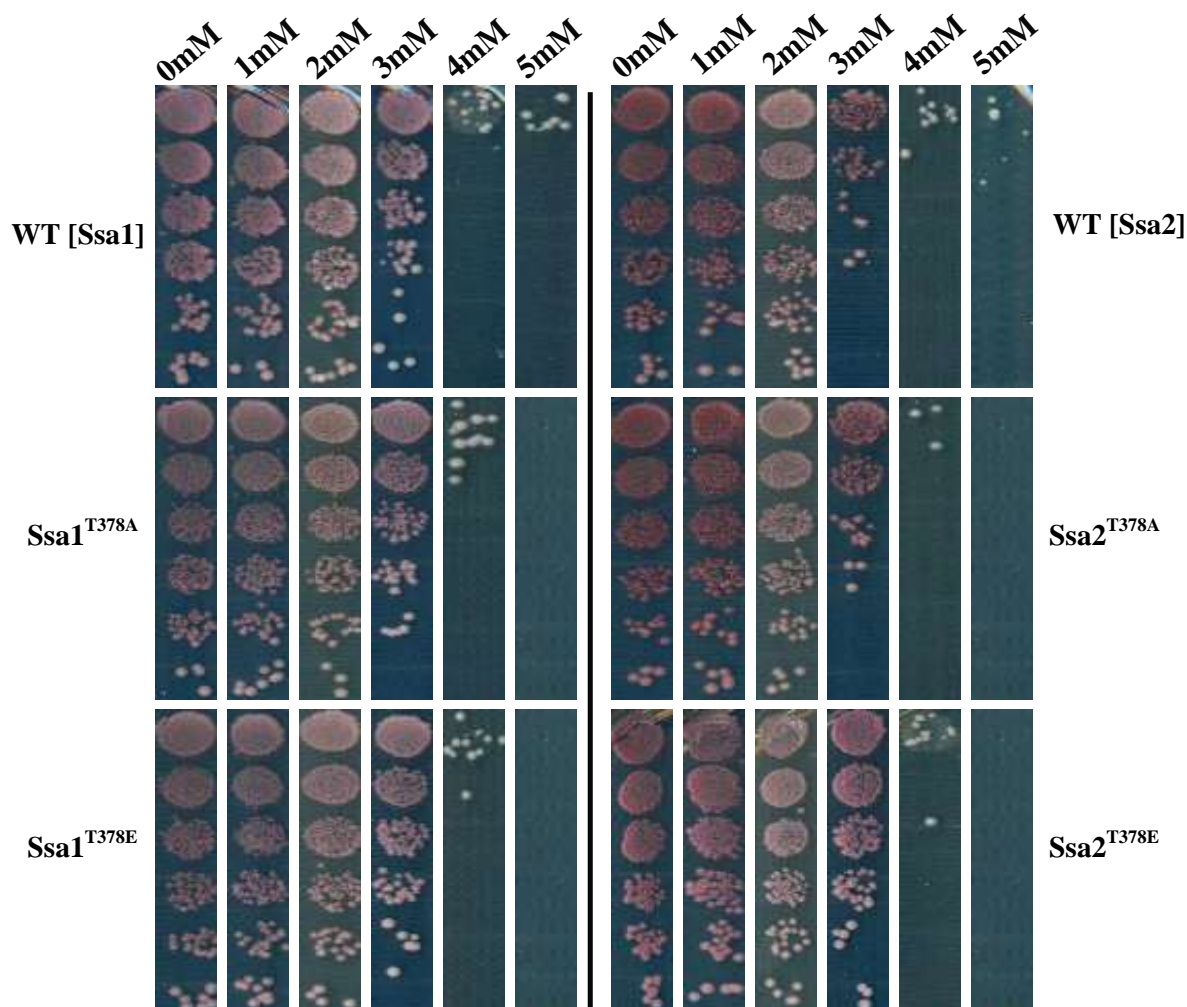 0mM 1mM 2mM 3mM 4mM 5mM 0mM 1mM 2mM 3mM 4mM 5mM
WT [Ssa1] WT [Ssa2]
Ssa1T378A Ssa2T378A
Ssa1T378E Ssa2T378E